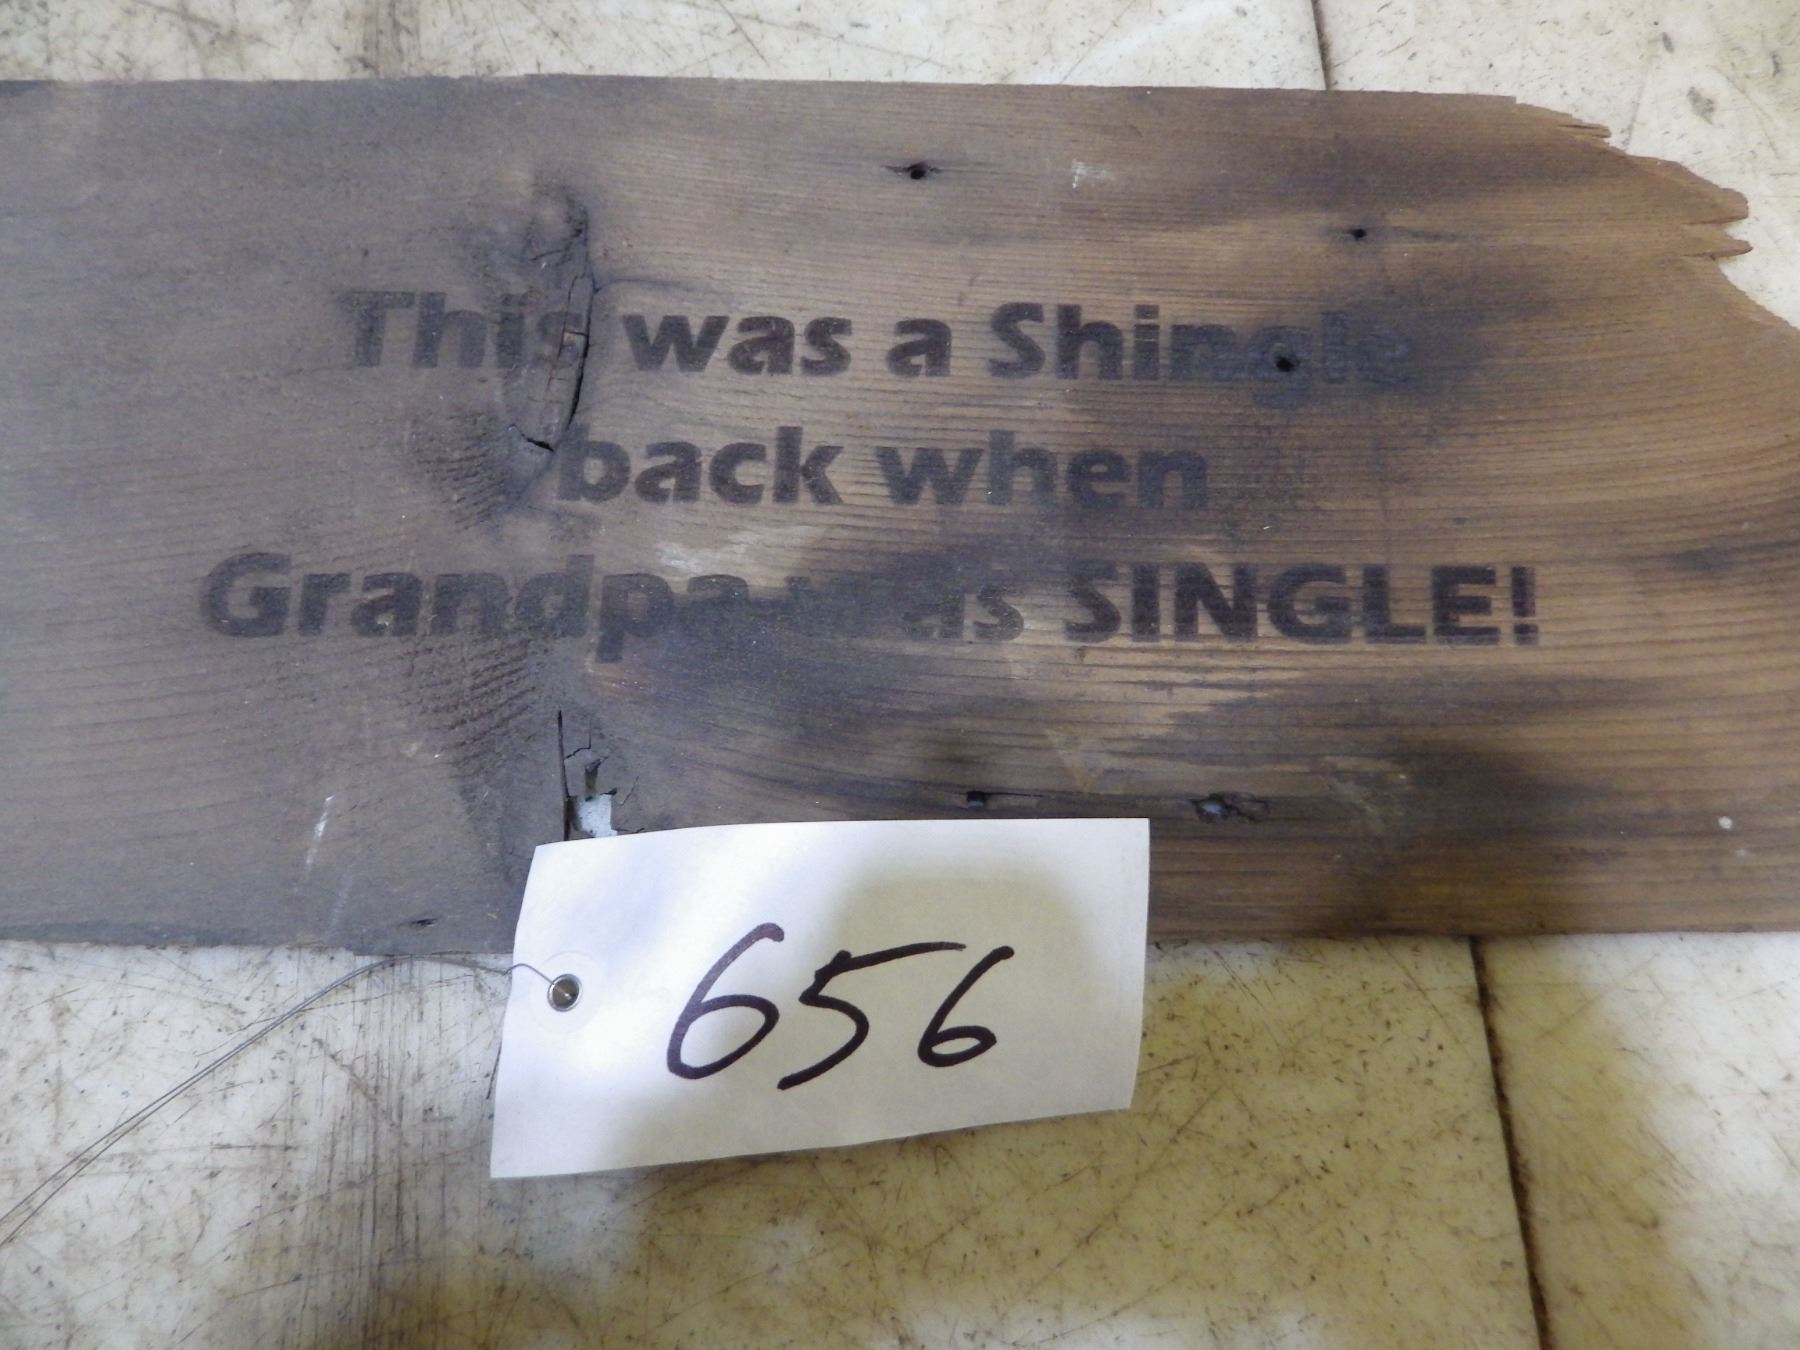 This was a Shingle
back when
Grandpa was SINGLE!
656